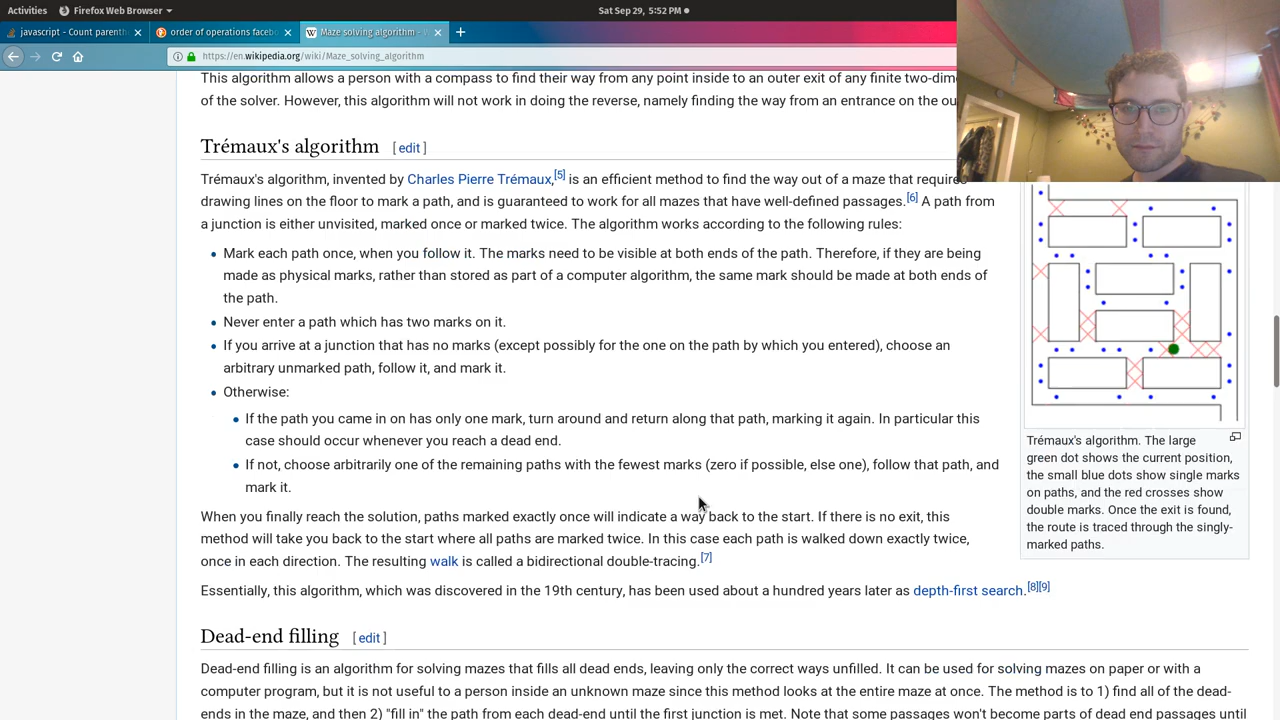 Activities
Firefox Web Browser
Sat Sep 29, 5:52 PM
javascript - Count parenth
order of operations facebo
Maze solving algorithm - 
https://en.wikipedia.org/wiki/Maze_solving_algorithm
This algorithm allows a person with a compass to find their way from any point inside to an outer exit of any finite two-dime
of the solver. However, this algorithm will not work in doing the reverse, namely finding the way from an entrance on the ou
Trémaux's algorithm [ edit ]
Trémaux's algorithm, invented by Charles Pierre Trémaux,[5] is an efficient method to find the way out of a maze that requires
drawing lines on the floor to mark a path, and is guaranteed to work for all mazes that have well-defined passages.[6] A path from
a junction is either unvisited, marked once or marked twice. The algorithm works according to the following rules:
Mark each path once, when you follow it. The marks need to be visible at both ends of the path. Therefore, if they are being
made as physical marks, rather than stored as part of a computer algorithm, the same mark should be made at both ends of
the path.
Never enter a path which has two marks on it.
If you arrive at a junction that has no marks (except possibly for the one on the path by which you entered), choose an
arbitrary unmarked path, follow it, and mark it.
Otherwise:
If the path you came in on has only one mark, turn around and return along that path, marking it again. In particular this
case should occur whenever you reach a dead end.
If not, choose arbitrarily one of the remaining paths with the fewest marks (zero if possible, else one), follow that path, and
mark it.
When you finally reach the solution, paths marked exactly once will indicate a way back to the start. If there is no exit, this
method will take you back to the start where all paths are marked twice. In this case each path is walked down exactly twice,
once in each direction. The resulting walk is called a bidirectional double-tracing.[7]
Essentially, this algorithm, which was discovered in the 19th century, has been used about a hundred years later as depth-first search.[8][9]
Trémaux's algorithm. The large
green dot shows the current position,
the small blue dots show single marks
on paths, and the red crosses show
double marks. Once the exit is found,
the route is traced through the singly-
marked paths.
Dead-end filling [ edit ]
Dead-end filling is an algorithm for solving mazes that fills all dead ends, leaving only the correct ways unfilled. It can be used for solving mazes on paper or with a
computer program, but it is not useful to a person inside an unknown maze since this method looks at the entire maze at once. The method is to 1) find all of the dead-
ends in the maze, and then 2) "fill in" the path from each dead-end until the first junction is met. Note that some passages won't become parts of dead end passages until